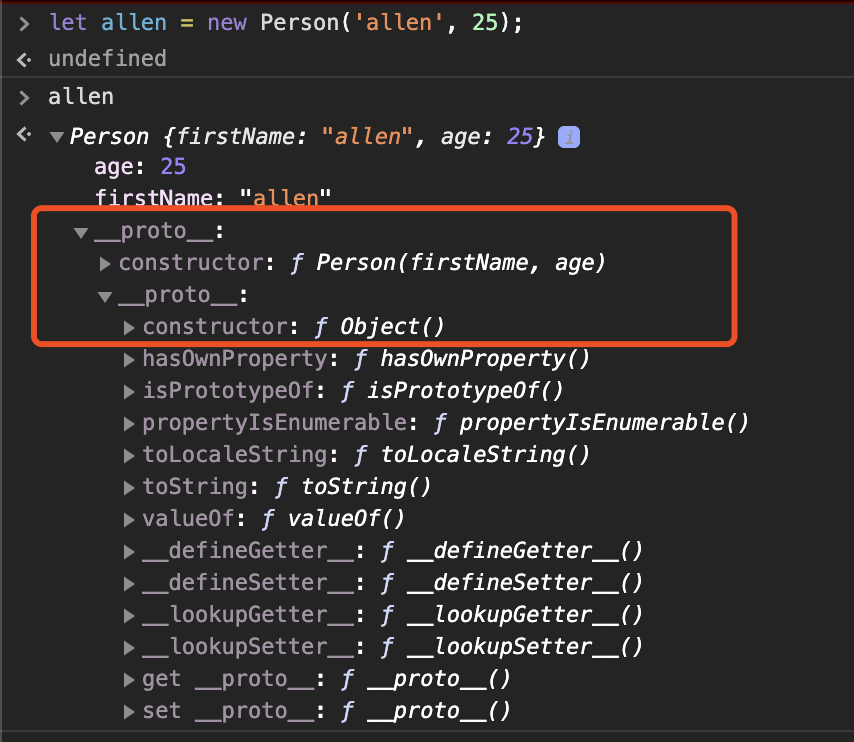 let allen = new Person('allen', 25);
undefined
allen
Person {firstName: "allen", age: 25} i
age: 25
firstName: "allen"
__proto__:
constructor: ƒ Person(firstName, age)
__proto__:
constructor: ƒ Object()
hasOwnProperty: ƒ hasOwnProperty()
isPrototypeOf: ƒ isPrototypeOf()
propertyIsEnumerable: ƒ propertyIsEnumerable()
toLocaleString: ƒ toLocaleString()
toString: ƒ toString()
valueOf: ƒ valueOf()
__defineGetter__: ƒ __defineGetter__()
__defineSetter__: ƒ __defineSetter__()
__lookupGetter__: ƒ __lookupGetter__()
__lookupSetter__: ƒ __lookupSetter__()
get __proto__: ƒ __proto__()
set __proto__: ƒ __proto__()